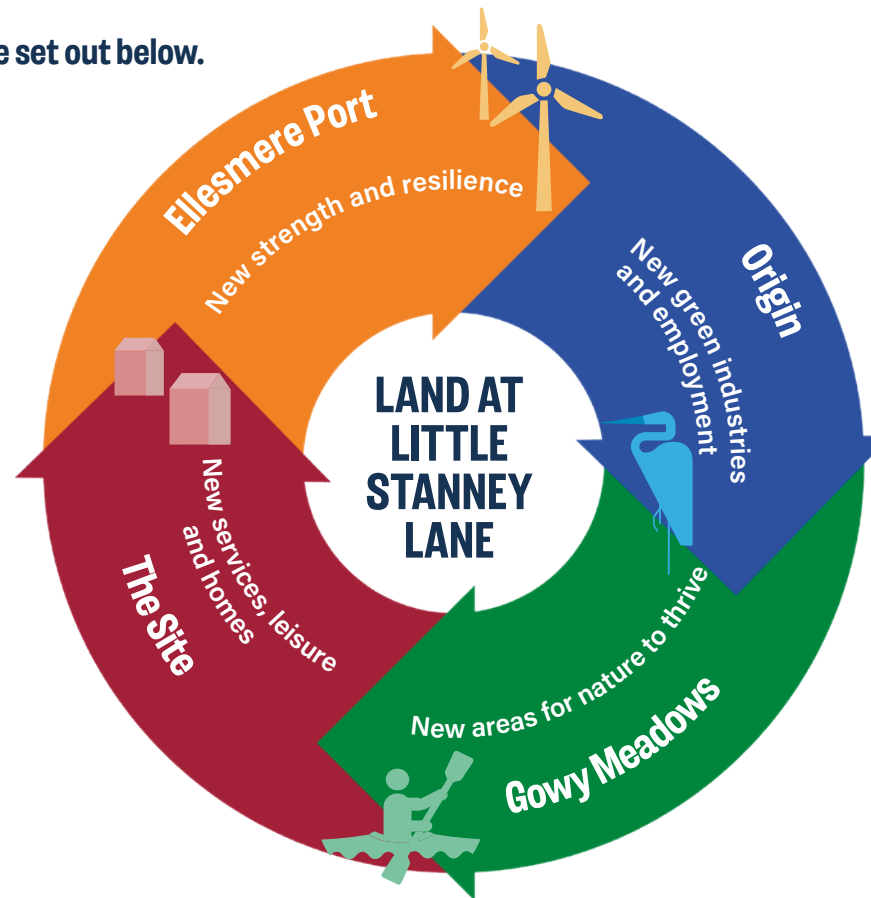 e set out below.
Ellesmere Port
New strength and resilience
Origin
New green industries
and employment
LAND AT
LITTLE
STANNEY
LANE
New services, leisure
and homes
The Site
New areas for nature to thrive
Gowy Meadows